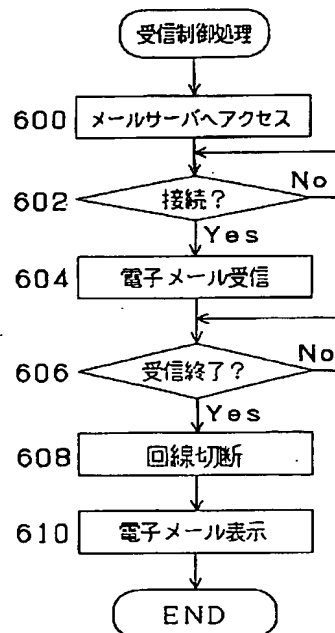 受信制御処理
600 メールサーバへアクセス
602 接続? No
Yes
604 電子メール受信
606 受信終了? No
Yes
608 回線切断
610 電子メール表示
END